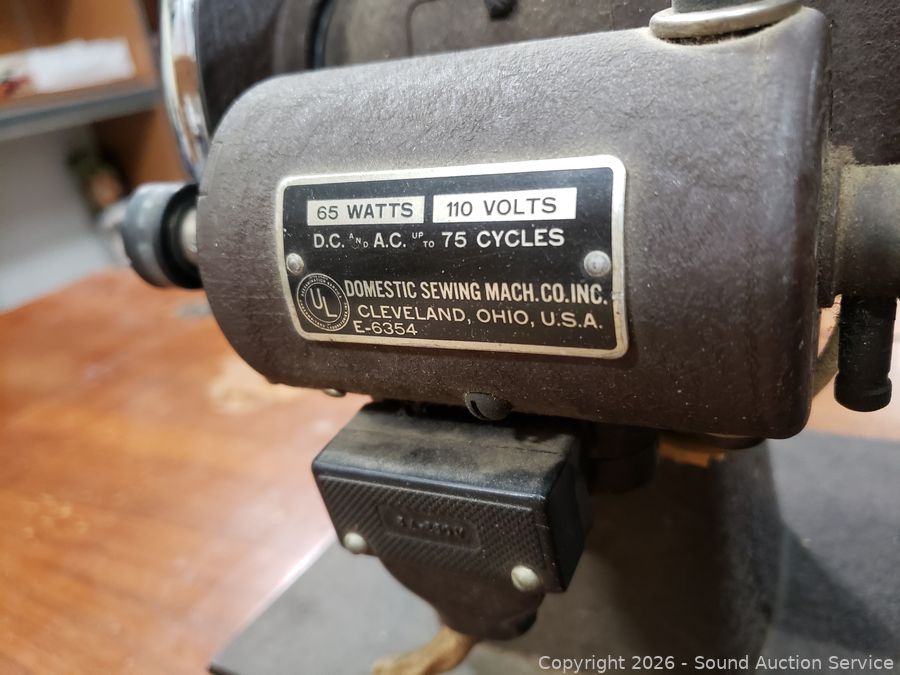 65 WATTS 110 VOLTS
D.C. AND A.C. UP TO 75 CYCLES
UL
DOMESTIC SEWING MACH. CO. INC.
CLEVELAND, OHIO, U.S.A.
E-6354
Copyright 2026 - Sound Auction Service